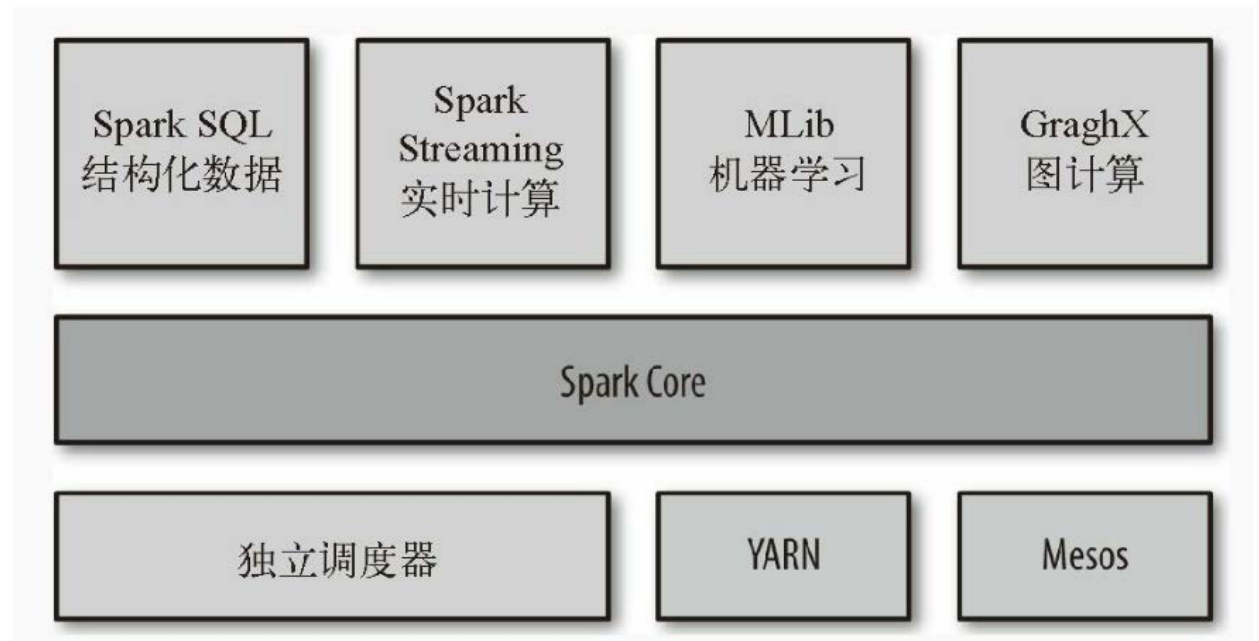 Spark SQL
结构化数据
Spark
Streaming
实时计算
MLib
机器学习
GraghX
图计算
Spark Core
独立调度器
YARN
Mesos